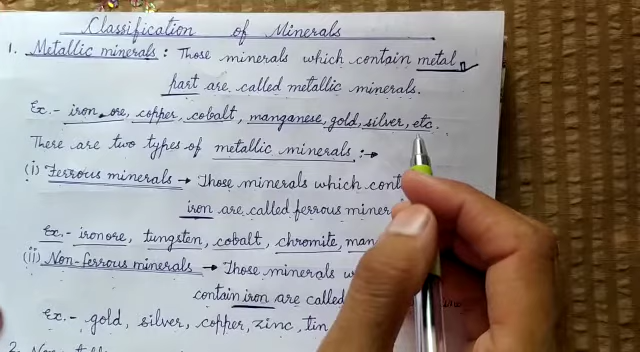 Classification of Minerals
1. Metallic minerals : Those minerals which contain metal
part are called metallic minerals.
Ex.- iron ore, copper, cobalt, manganese, gold, silver, etc.
There are two types of metallic minerals :→
(i) Ferrous minerals → Those minerals which
iron are called ferrous
Ex.- iron ore, tungsten, cobalt, chromite,
(ii) Non-ferrous minerals → Those minerals
contain iron are called
Ex.- gold, silver, copper, zinc, tin
2.